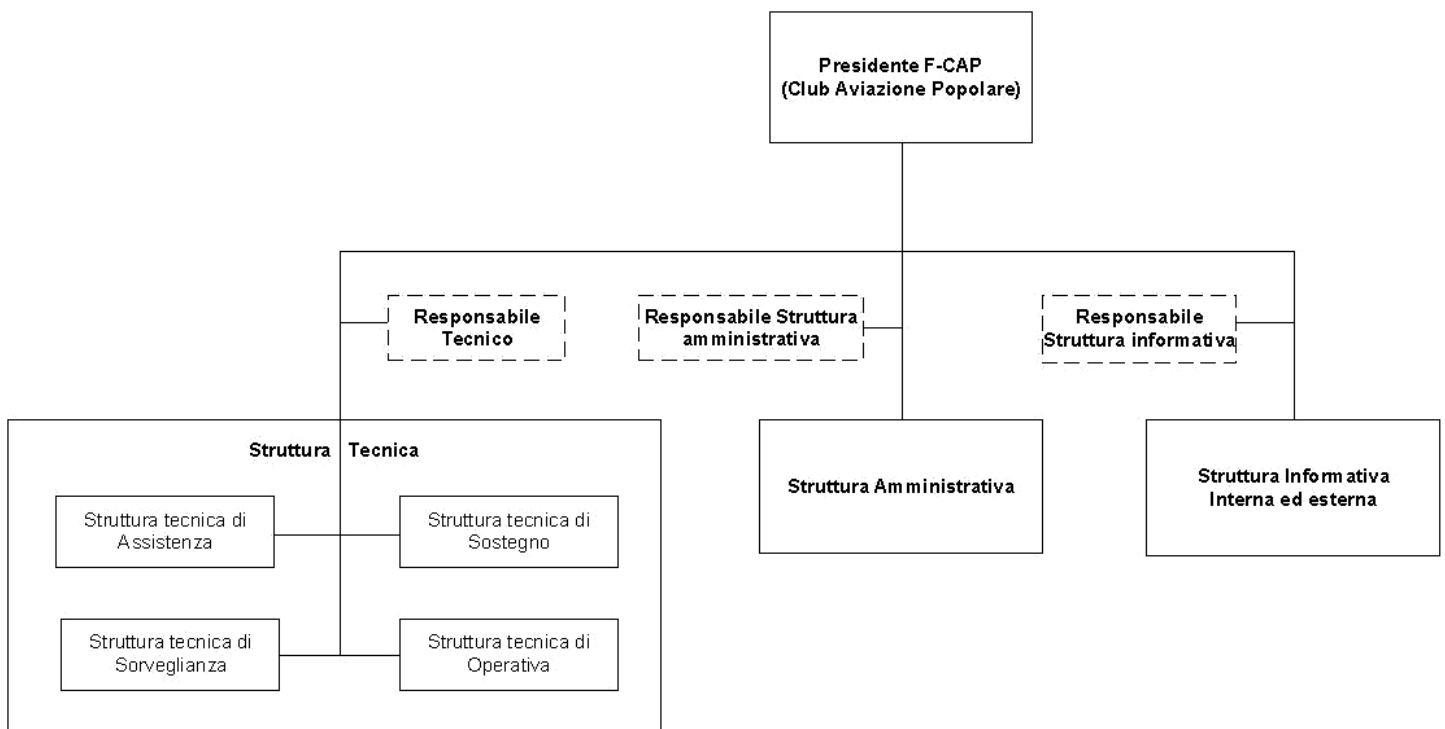 Presidente F-CAP
(Club Aviazione Popolare)
Responsabile
Tecnico
Responsabile Struttura
amministrativa
Responsabile
Struttura informativa
Struttura Tecnica
Struttura tecnica di
Assistenza
Struttura tecnica di
Sostegno
Struttura tecnica di
Sorveglianza
Struttura tecnica di
Operativa
Struttura Amministrativa
Struttura Informativa
Interna ed esterna